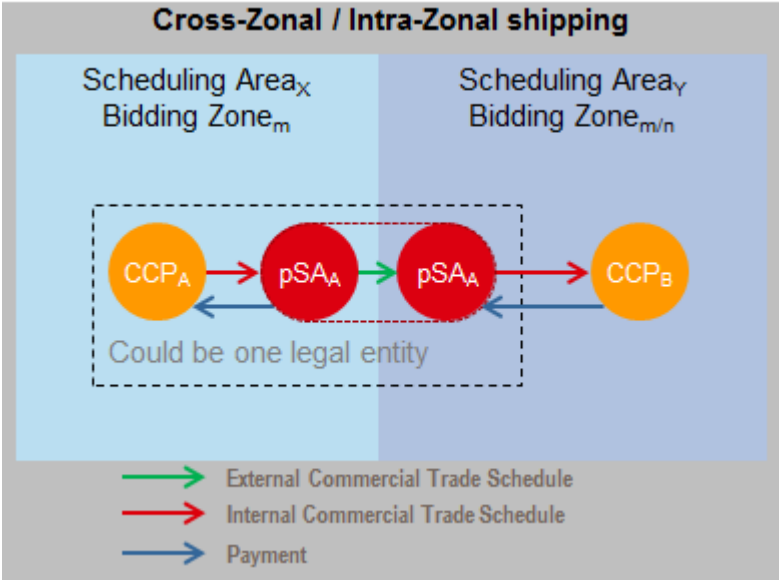 Cross-Zonal / Intra-Zonal shipping
Scheduling AreaX
Bidding Zonem
Scheduling AreaY
Bidding Zonem/n
CCPA
pSAA
pSAA
CCPB
Could be one legal entity
External Commercial Trade Schedule
Internal Commercial Trade Schedule
Payment